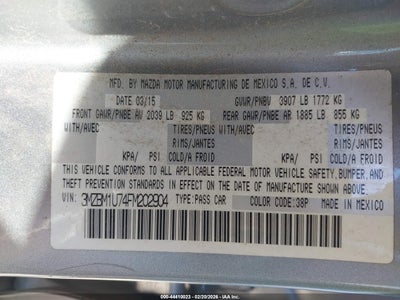 MFD. BY MAZDA MOTOR MANUFACTURING DE MEXICO S.A. DE C.V.
DATE 03/15 GVWR/PNBV 3907 LB 1772 KG
FRONT GAWR/PNBE AV 2039 LB 925 KG REAR GAWR/PNBE AR 1885 LB 855 KG
WITH/AVEC TIRES/PNEUS WITH/AVEC TIRES/PNEUS
RIMS/JANTES RIMS/JANTES
KPA/ PSI COLD/A FROID KPA/ PSI COLD/A FROID
THIS VEHICLE CONFORMS TO ALL APPLICABLE FEDERAL MOTOR VEHICLE SAFETY, BUMPER, AND
THEFT PREVENTION STANDARDS IN EFFECT ON THE DATE OF MANUFACTURE SHOWN ABOVE.
VIN: 3MZBM1U74FM202904 TYPE: PASS CAR COLOR CODE: 38P MADE IN MEXICO
000-44410023 - 02/20/2026 - IAA Inc.